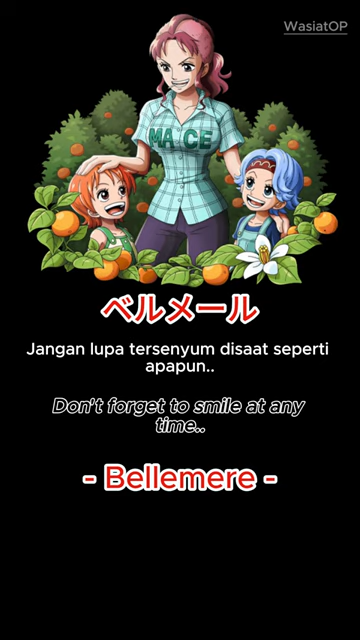 WasiatOP
MA CE
ベルメール
Jangan lupa tersenyum disaat seperti
apapun..
Don't forget to smile at any
time..
- Bellemere -